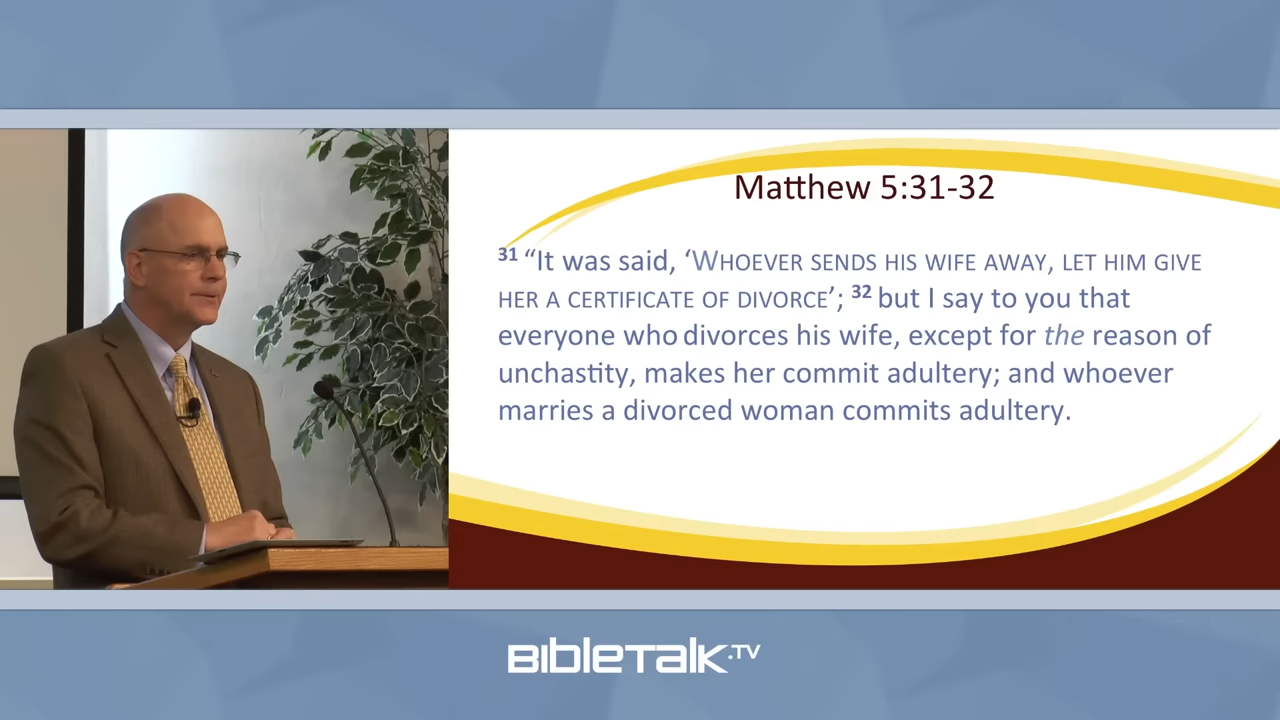 Matthew 5:31-32
31 “It was said, ‘WHOEVER SENDS HIS WIFE AWAY, LET HIM GIVE
HER A CERTIFICATE OF DIVORCE’; 32 but I say to you that
everyone who divorces his wife, except for the reason of
unchastity, makes her commit adultery; and whoever
marries a divorced woman commits adultery.
BibleTalk.TV